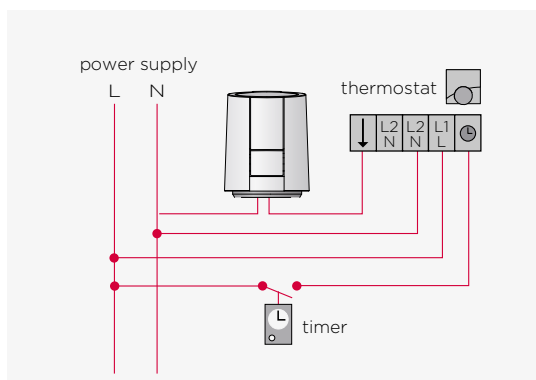 power supply
L N
thermostat
L2 L2 L1
N N L
timer